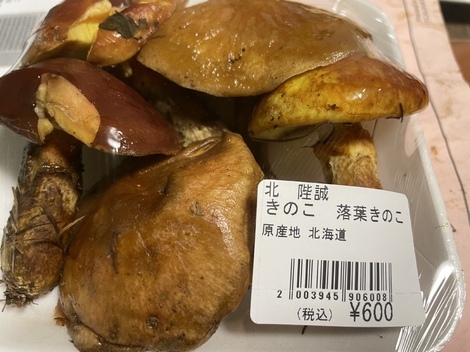 北　陛誠
きのこ　落葉きのこ
原産地 北海道
2 003945 906008
(税込) ¥600